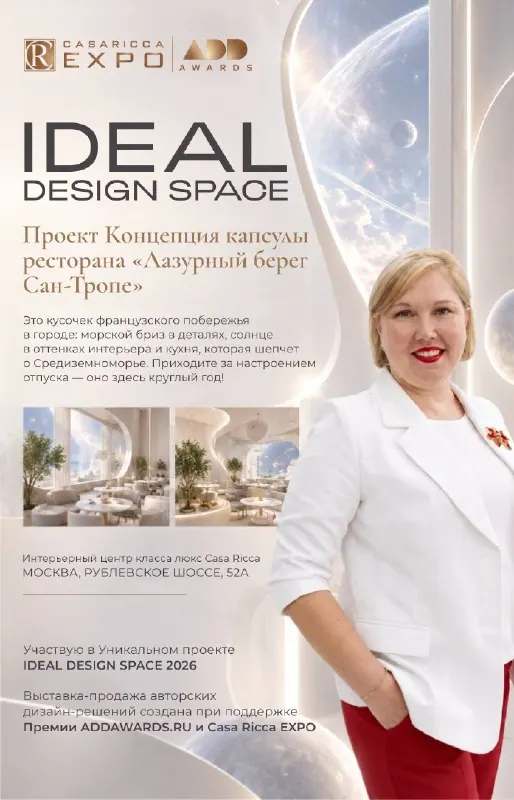 CASARICCA
EXPO
ADD
AWARDS
IDEAL
DESIGN SPACE
Проект Концепция капсулы
ресторана «Лазурный берег
Сан-Тропе»
Это кусочек французского побережья
в городе: морской бриз в деталях, солнце
в оттенках интерьера и кухня, которая шепчет
о Средиземноморье. Приходите за настроением
отпуска — оно здесь круглый год!
Интерьерный центр класса люкс Casa Ricca
МОСКВА, РУБЛЕВСКОЕ ШОССЕ, 52А
Участвую в Уникальном проекте
IDEAL DESIGN SPACE 2026
Выставка-продажа авторских
дизайн-решений создана при поддержке
Премии ADDAWARDS.RU и Casa Ricca EXPO